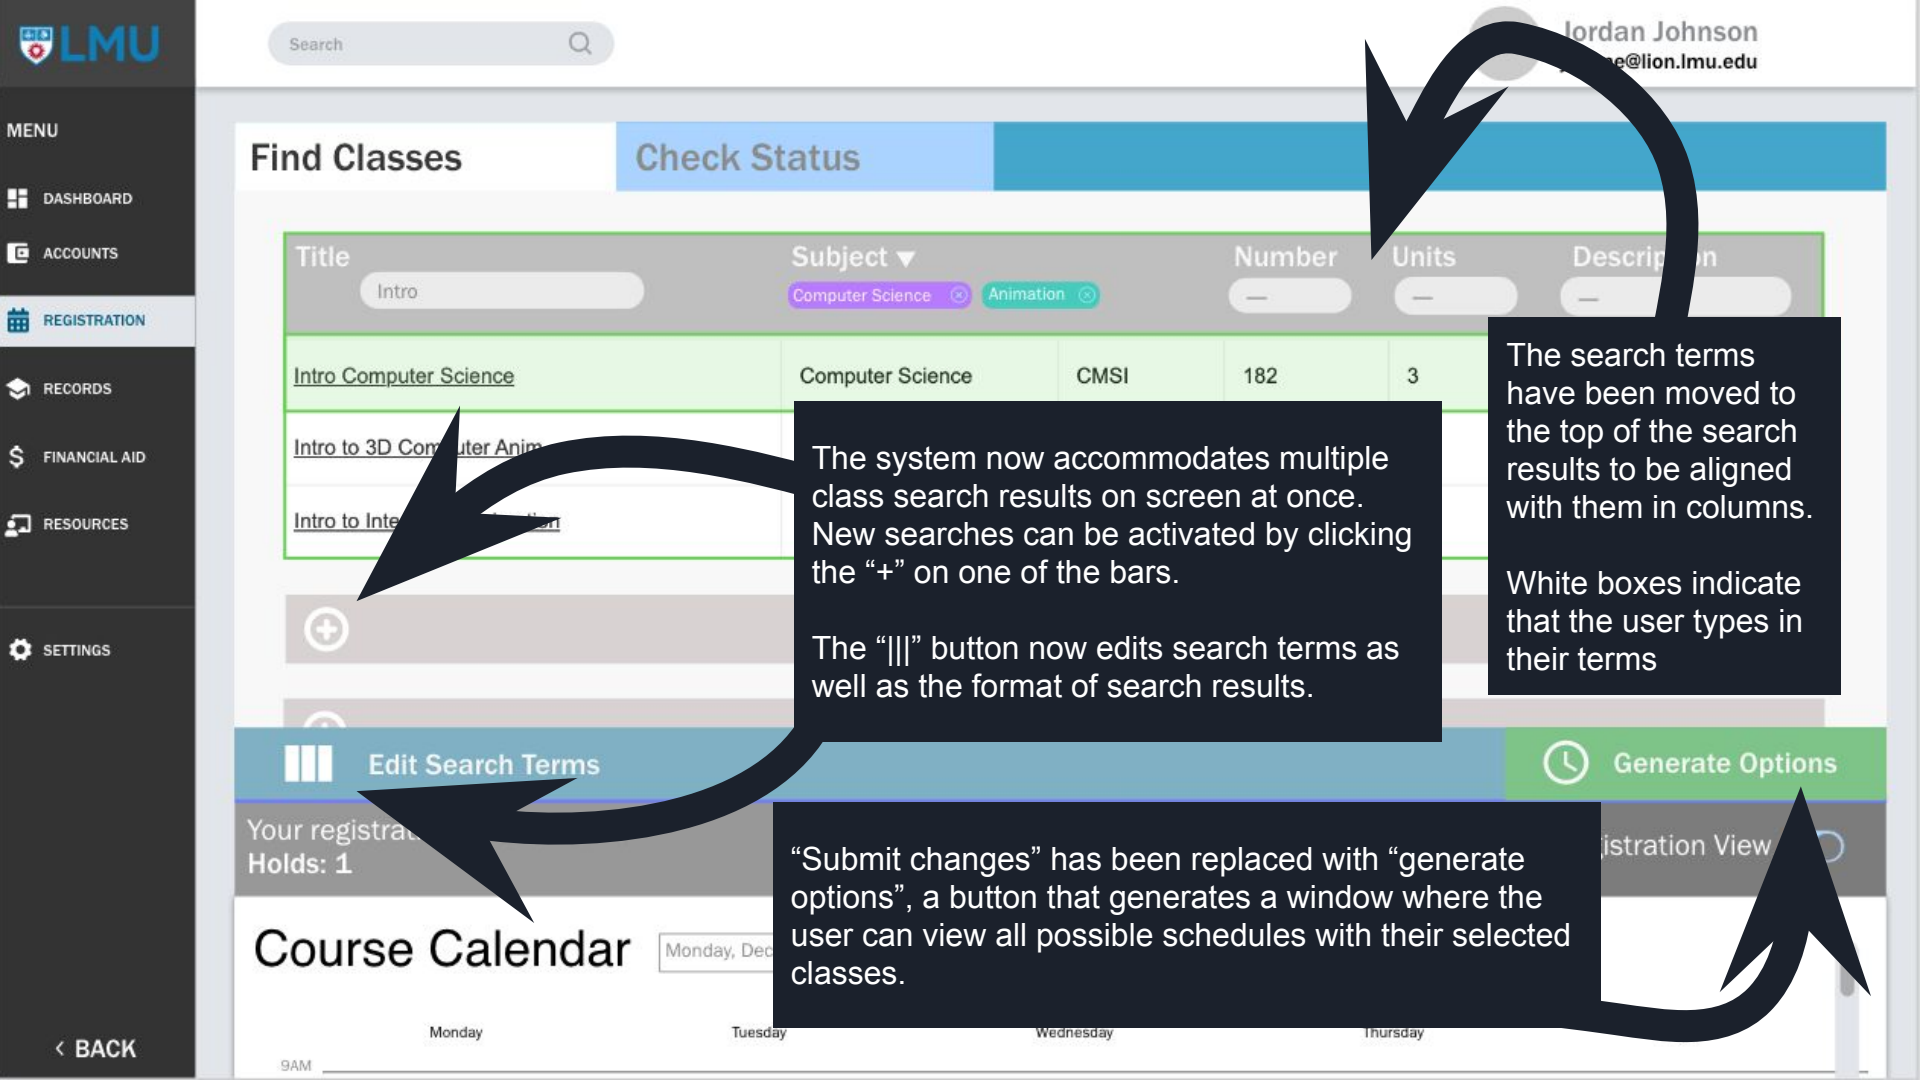 LMU
Search
Jordan Johnson
e@lion.lmu.edu
MENU
DASHBOARD
ACCOUNTS
REGISTRATION
RECORDS
FINANCIAL AID
RESOURCES
SETTINGS
< BACK
Find Classes
Check Status
Title
Intro
Subject ▼
Computer Science
Animation
Number
—
Units
—
Description
—
Intro Computer Science
Computer Science
CMSI
182
3
Intro to 3D Computer Anim
Intro to
The search terms
have been moved to
the top of the search
results to be aligned
with them in columns.
White boxes indicate
that the user types in
their terms
The system now accommodates multiple
class search results on screen at once.
New searches can be activated by clicking
the “+” on one of the bars.
The “|||” button now edits search terms as
well as the format of search results.
Edit Search Terms
Generate Options
Your
Holds: 1
View
“Submit changes” has been replaced with “generate
options”, a button that generates a window where the
user can view all possible schedules with their selected
classes.
Course Calendar
Monday, Dec
Monday
Tuesday
Wednesday
Thursday
9AM